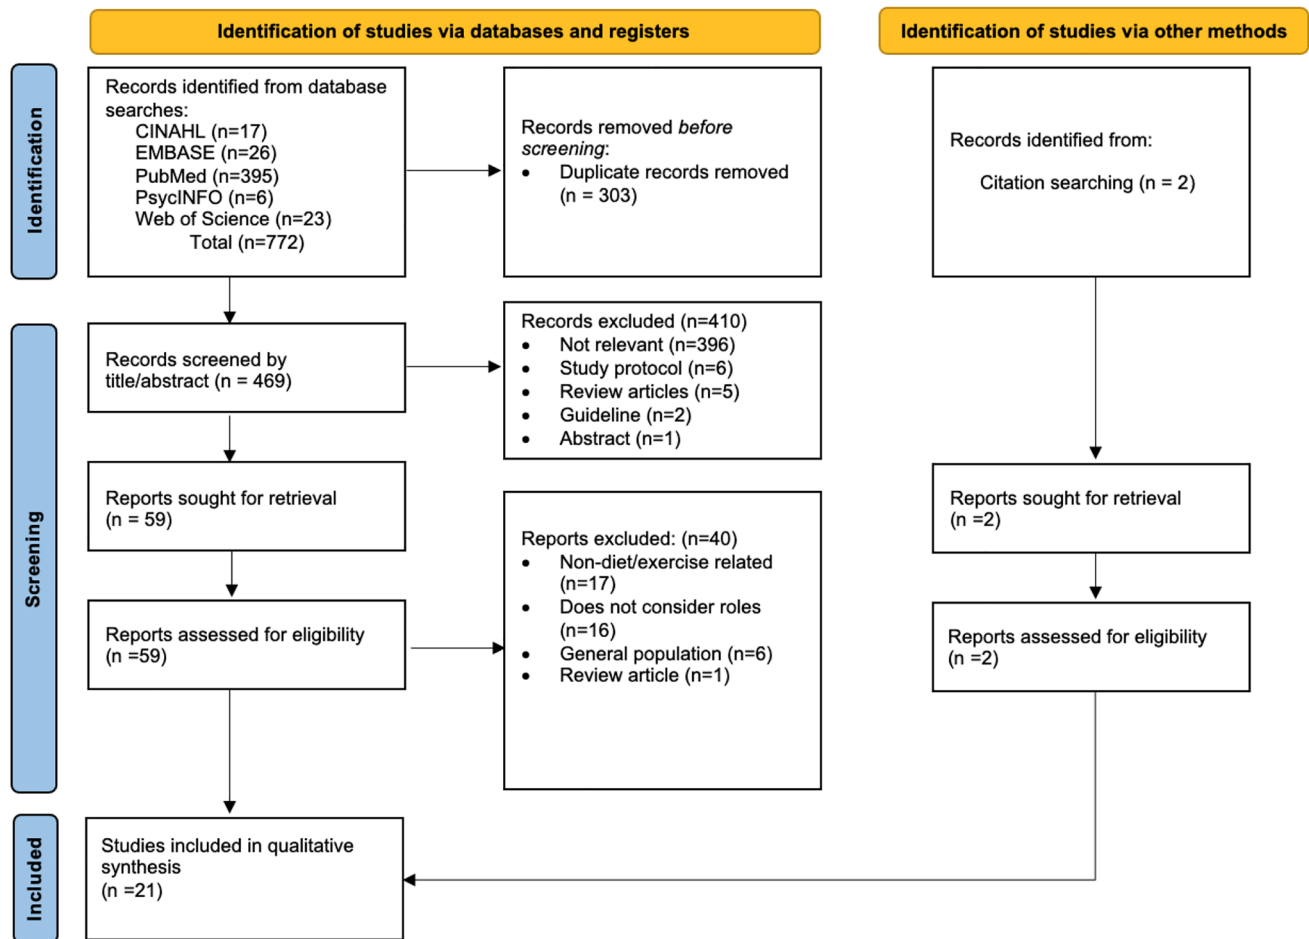 Identification of studies via databases and registers
Identification of studies via other methods
Identification
Records identified from database
searches:
CINAHL (n=17)
EMBASE (n=26)
PubMed (n=395)
PsycINFO (n=6)
Web of Science (n=23)
Total (n=772)
Records removed before
screening:
• Duplicate records removed
(n = 303)
Records identified from:
Citation searching (n = 2)
Screening
Records screened by
title/abstract (n = 469)
Records excluded (n=410)
• Not relevant (n=396)
• Study protocol (n=6)
• Review articles (n=5)
• Guideline (n=2)
• Abstract (n=1)
Reports sought for retrieval
(n = 59)
Reports sought for retrieval
(n =2)
Reports assessed for eligibility
(n =59)
Reports excluded: (n=40)
• Non-diet/exercise related
(n=17)
• Does not consider roles
(n=16)
• General population (n=6)
• Review article (n=1)
Reports assessed for eligibility
(n =2)
Included
Studies included in qualitative
synthesis
(n =21)